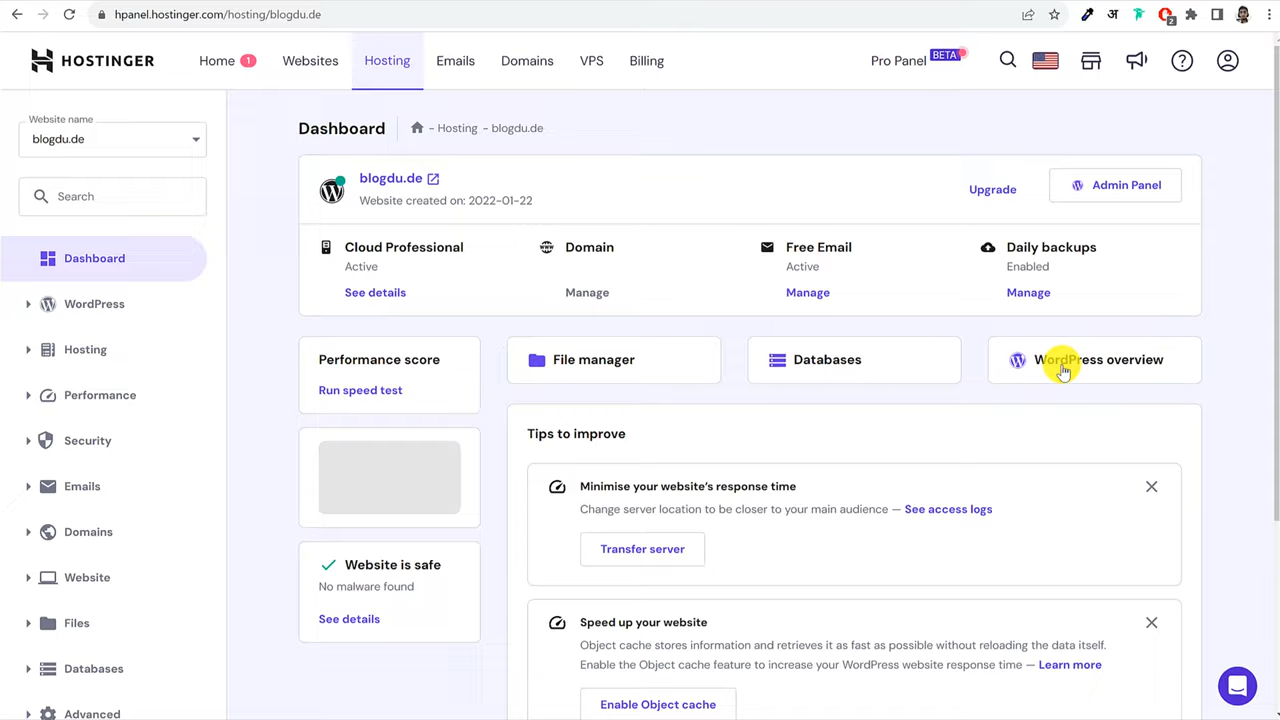 hpanel.hostinger.com/hosting/blogdu.de
अ
2
HOSTINGER
Home 1
Websites
Hosting
Emails
Domains
VPS
Billing
Pro Panel BETA
Website name
blogdu.de
Search
Dashboard
WordPress
Hosting
Performance
Security
Emails
Domains
Website
Files
Databases
Advanced
Dashboard
- Hosting - blogdu.de
blogdu.de
Website created on: 2022-01-22
Upgrade
Admin Panel
Cloud Professional
Active
See details
Domain
Manage
Free Email
Active
Manage
Daily backups
Enabled
Manage
Performance score
Run speed test
File manager
Databases
WordPress overview
Website is safe
No malware found
See details
Tips to improve
Minimise your website's response time
Change server location to be closer to your main audience — See access logs
Transfer server
Speed up your website
Object cache stores information and retrieves it as fast as possible without reloading the data itself.
Enable the Object cache feature to increase your WordPress website response time — Learn more
Enable Object cache